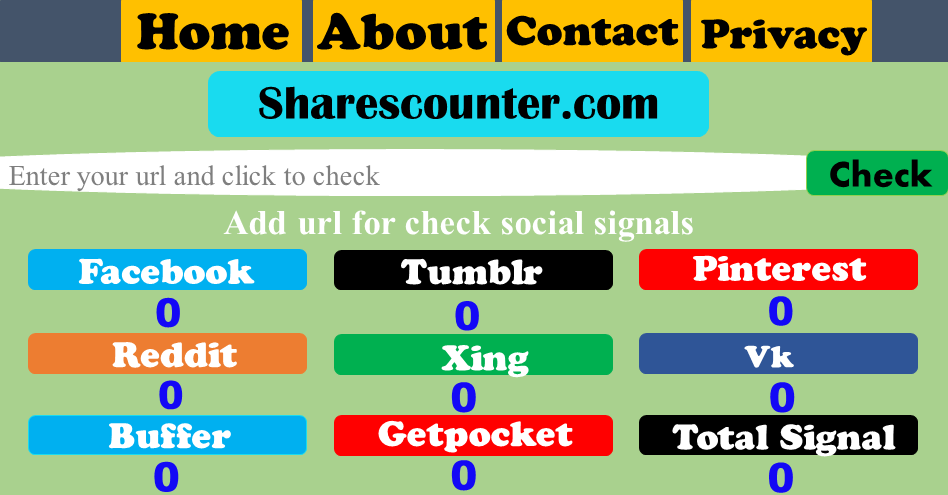 Home About Contact Privacy
Sharescounter.com
Enter your url and click to check Check
Add url for check social signals
Facebook Tumblr Pinterest
0 0 0
Reddit Xing Vk
0 0 0
Buffer Getpocket Total Signal
0 0 0